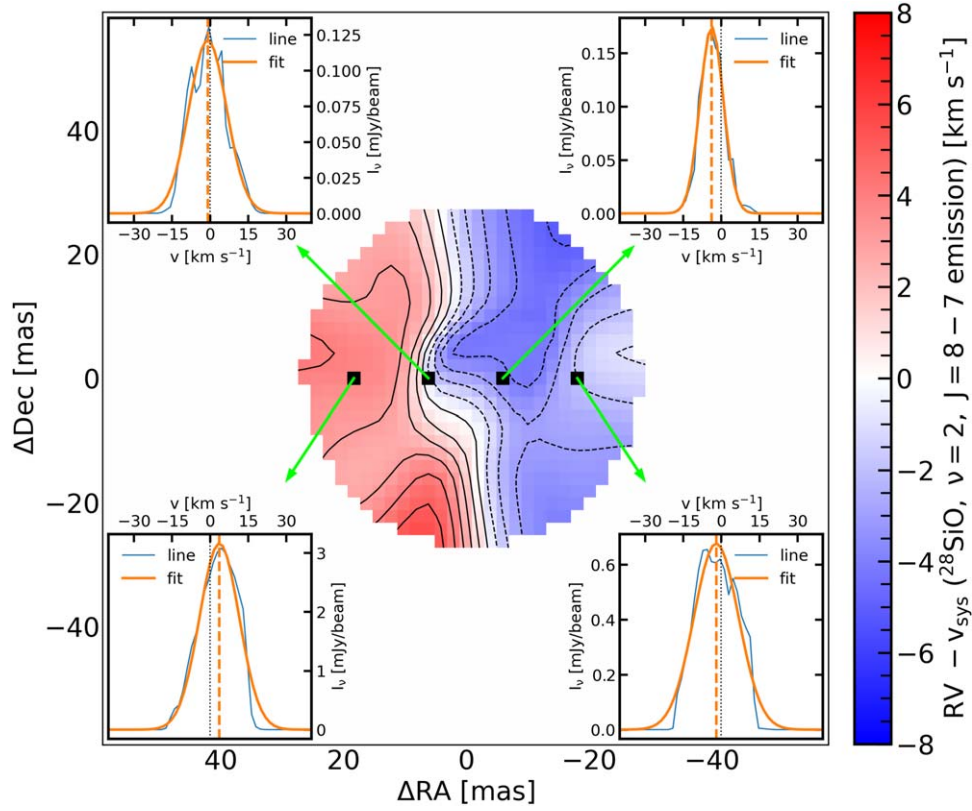 line
fit
0.125
0.100
0.075
0.050
0.025
0.000
I_ν [mJy/beam]
−30 −15 0 15 30
v [km s⁻¹]
line
fit
0.15
0.10
0.05
0.00
I_ν [mJy/beam]
−30 −15 0 15 30
v [km s⁻¹]
v [km s⁻¹]
−30 −15 0 15 30
line
fit
3
2
1
0
I_ν [mJy/beam]
v [km s⁻¹]
−30 −15 0 15 30
line
fit
0.6
0.4
0.2
0.0
I_ν [mJy/beam]
40
20
0
−20
−40
ΔDec [mas]
40 20 0 −20 −40
ΔRA [mas]
8
6
4
2
0
−2
−4
−6
−8
RV − v_sys (²⁸SiO, ν = 2, J = 8 − 7 emission) [km s⁻¹]